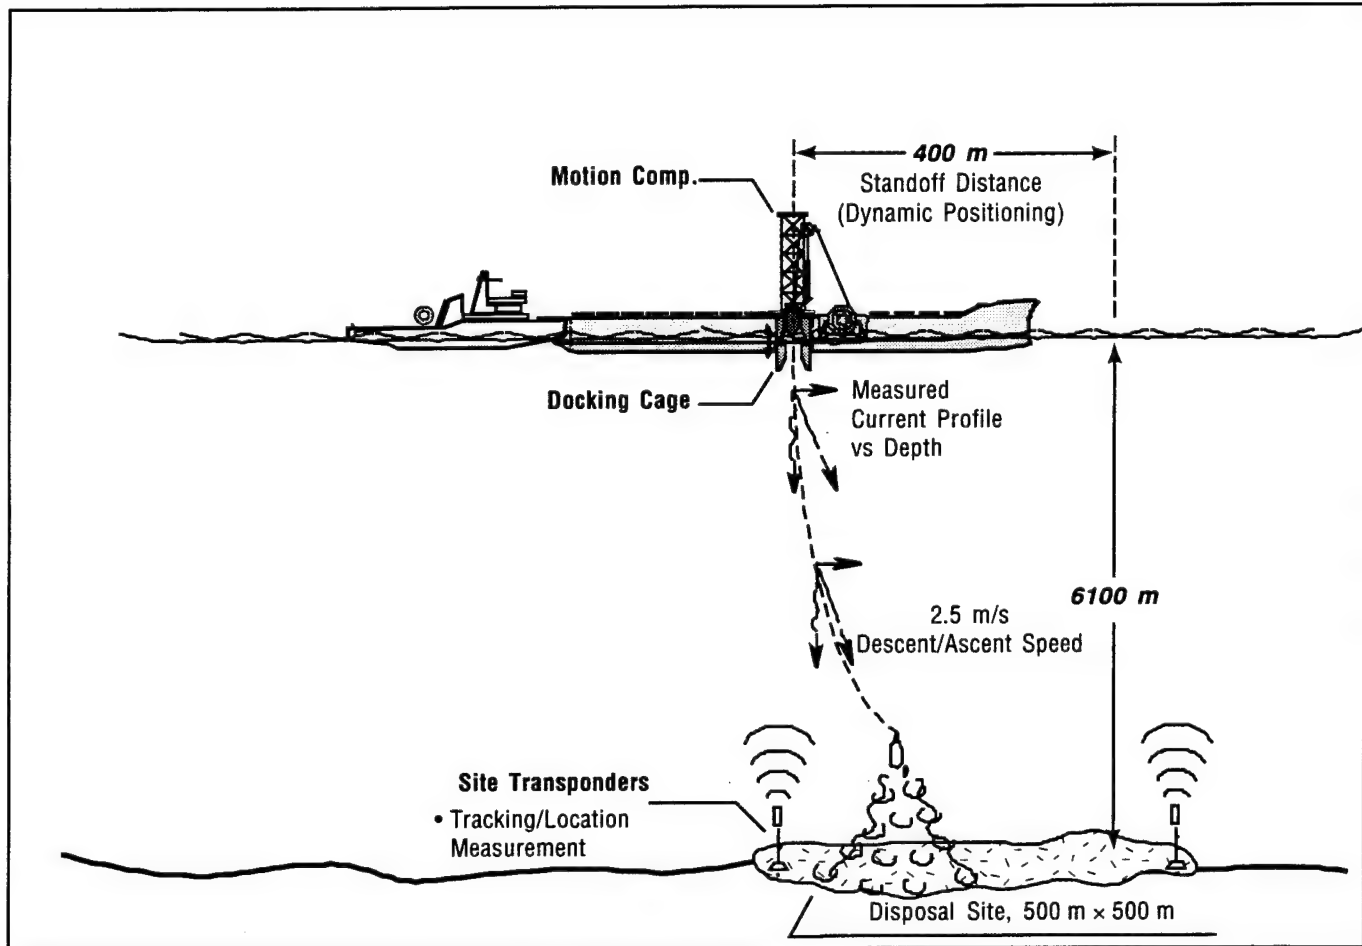 400 m
Standoff Distance
(Dynamic Positioning)
Motion Comp.
Docking Cage
Measured
Current Profile
vs Depth
6100 m
2.5 m/s
Descent/Ascent Speed
Site Transponders
• Tracking/Location
Measurement
Disposal Site, 500 m × 500 m